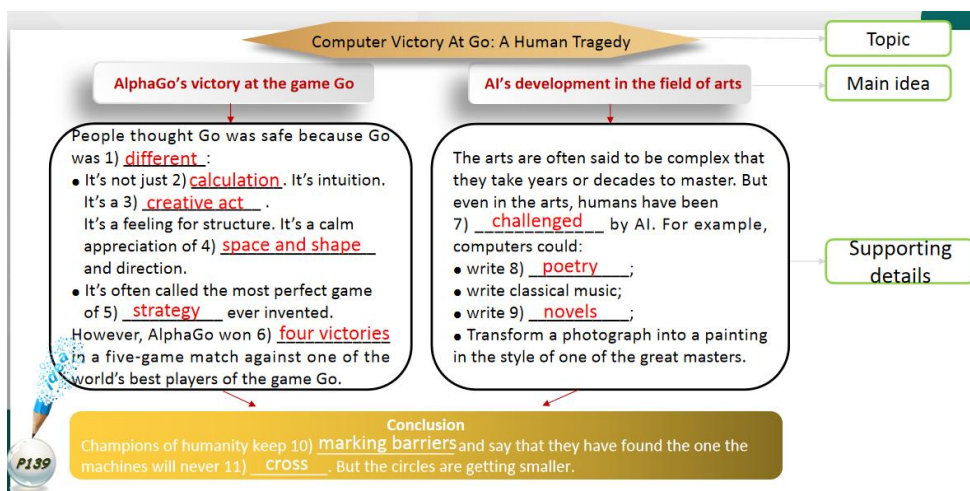 Computer Victory At Go: A Human Tragedy
Topic
AlphaGo's victory at the game Go
AI's development in the field of arts
Main idea
People thought Go was safe because Go
was 1) different:
• It's not just 2) calculation. It's intuition.
It's a 3) creative act .
It's a feeling for structure. It's a calm
appreciation of 4) space and shape
and direction.
• It's often called the most perfect game
of 5) strategy ever invented.
However, AlphaGo won 6) four victories
in a five-game match against one of the
world's best players of the game Go.
The arts are often said to be complex that
they take years or decades to master. But
even in the arts, humans have been
7) challenged by AI. For example,
computers could:
• write 8) poetry;
• write classical music;
• write 9) novels;
• Transform a photograph into a painting
in the style of one of the great masters.
Supporting
details
idea
Conclusion
Champions of humanity keep 10) marking barriers and say that they have found the one the
machines will never 11) cross. But the circles are getting smaller.
P139